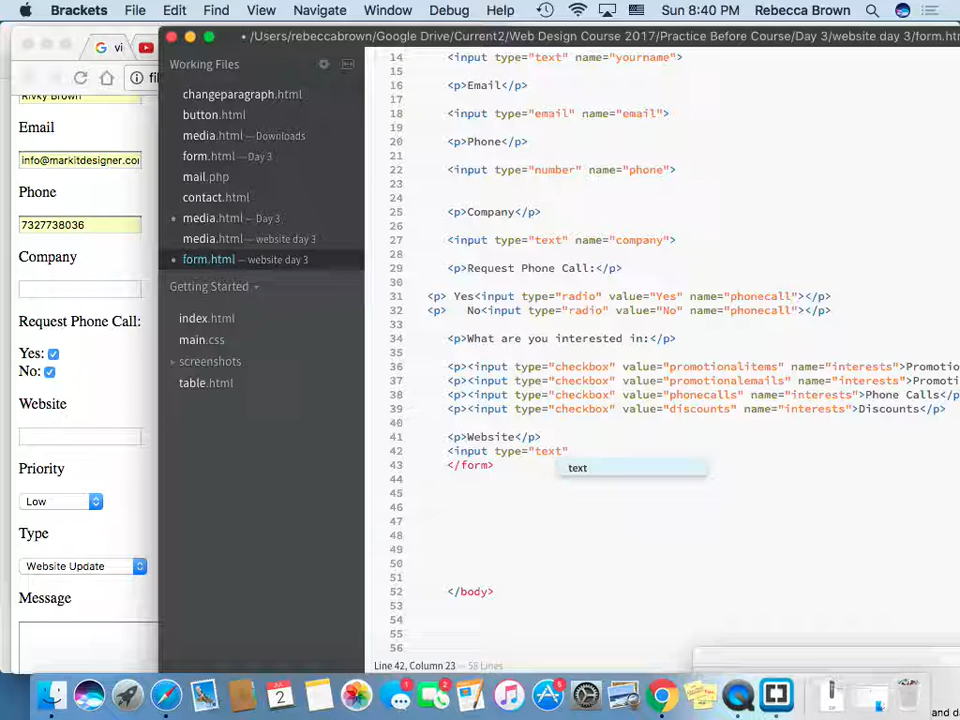 Brackets File Edit Find View Navigate Window Debug Help Sun 8:40 PM Rebecca Brown
• /Users/rebeccabrown/Google Drive/Current2/Web Design Course 2017/Practice Before Course/Day 3/website day 3/form.htm
vi
Working Files
changeparagraph.html
button.html
media.html — Downloads
form.html — Day 3
mail.php
contact.html
media.html — Day 3
media.html — website day 3
form.html — website day 3
Getting Started
index.html
main.css
screenshots
table.html
Rivky Brown
Email
info@markitdesigner.co
Phone
7327738036
Company
Request Phone Call:
Yes:
No:
Website
Priority
Low
Type
Website Update
Message
14 <input type="text" name="yourname">
15
16 <p>Email</p>
17
18 <input type="email" name="email">
19
20 <p>Phone</p>
21
22 <input type="number" name="phone">
23
24
25 <p>Company</p>
26
27 <input type="text" name="company">
28
29 <p>Request Phone Call:</p>
30
31 <p> Yes<input type="radio" value="Yes" name="phonecall"></p>
32 <p> No<input type="radio" value="No" name="phonecall"></p>
33
34 <p>What are you interested in:</p>
35
36 <p><input type="checkbox" value="promotionalitems" name="interests">Promotio
37 <p><input type="checkbox" value="promotionalemails" name="interests">Promoti
38 <p><input type="checkbox" value="phonecalls" name="interests">Phone Calls</p
39 <p><input type="checkbox" value="discounts" name="interests">Discounts</p>
40
41 <p>Website</p>
42 <input type="text"
43 </form>
text
44
45
46
47
48
49
50
51
52 </body>
53
54
55
56
Line 42, Column 23 — 58 Lines
and d